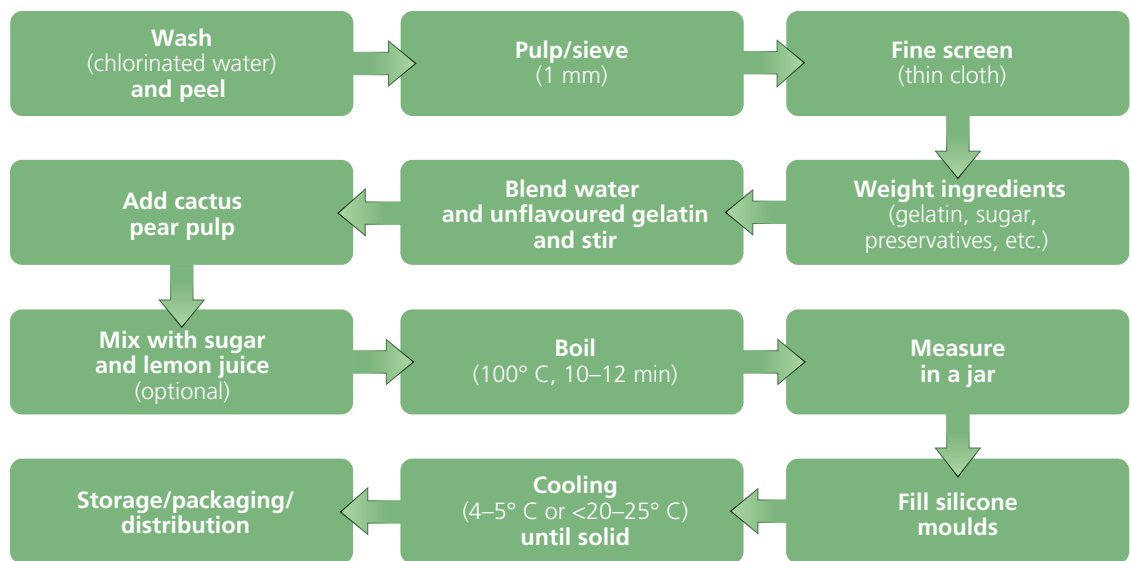 Wash
(chlorinated water)
and peel
Pulp/sieve
(1 mm)
Fine screen
(thin cloth)
Weight ingredients
(gelatin, sugar,
preservatives, etc.)
Blend water
and unflavoured gelatin
and stir
Add cactus
pear pulp
Mix with sugar
and lemon juice
(optional)
Boil
(100° C, 10–12 min)
Measure
in a jar
Fill silicone
moulds
Cooling
(4–5° C or <20–25° C)
until solid
Storage/packaging/
distribution